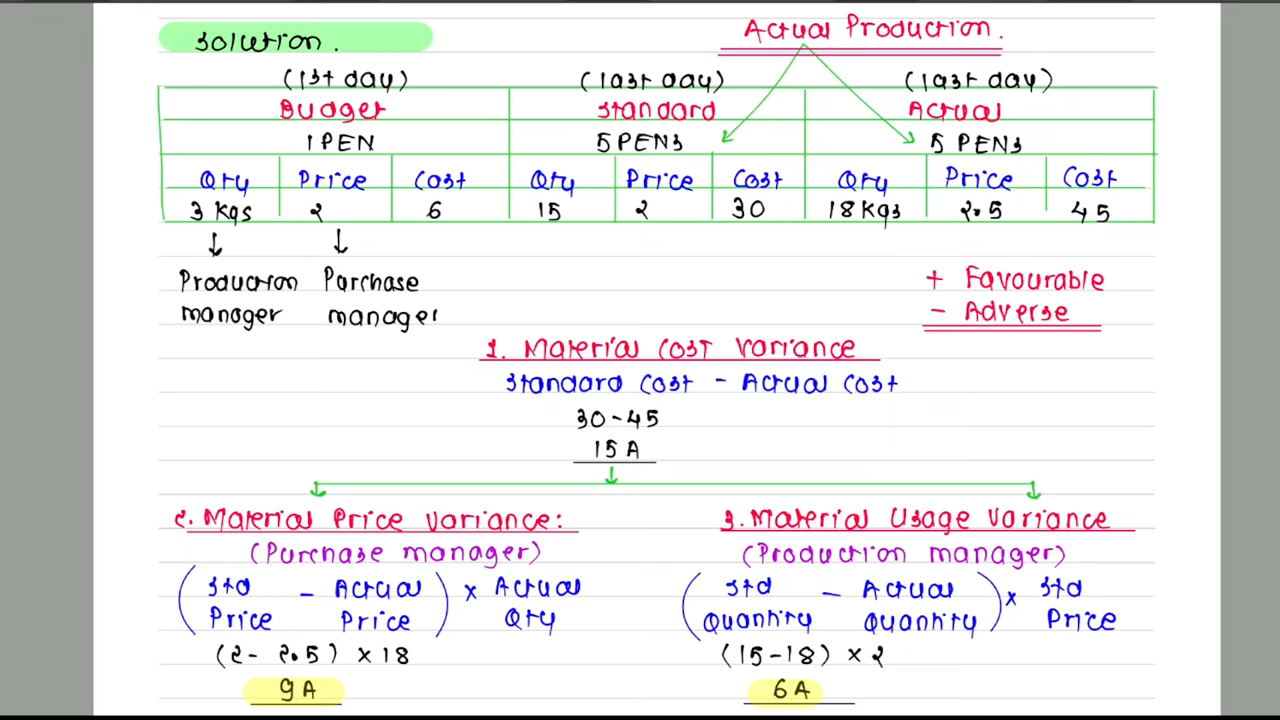 Solution.
Actual Production.
(1st day) (last day) (last day)
Budget Standard Actual
1 PEN 5 PENS 5 PENS
Qty Price Cost Qty Price Cost Qty Price Cost
3 Kgs 2 6 15 2 30 18 Kgs 2.5 45
Production Purchase
manager manager
+ Favourable
- Adverse
1. Material Cost Variance
Standard Cost - Actual Cost
30-45
15 A
2. Material Price Variance:
(Purchase manager)
(Std Price - Actual Price) × Actual Qty
(2- 2.5) × 18
9A
3. Material Usage Variance
(Production manager)
(Std Quantity - Actual Quantity) × Std Price
(15-18) × 2
6A